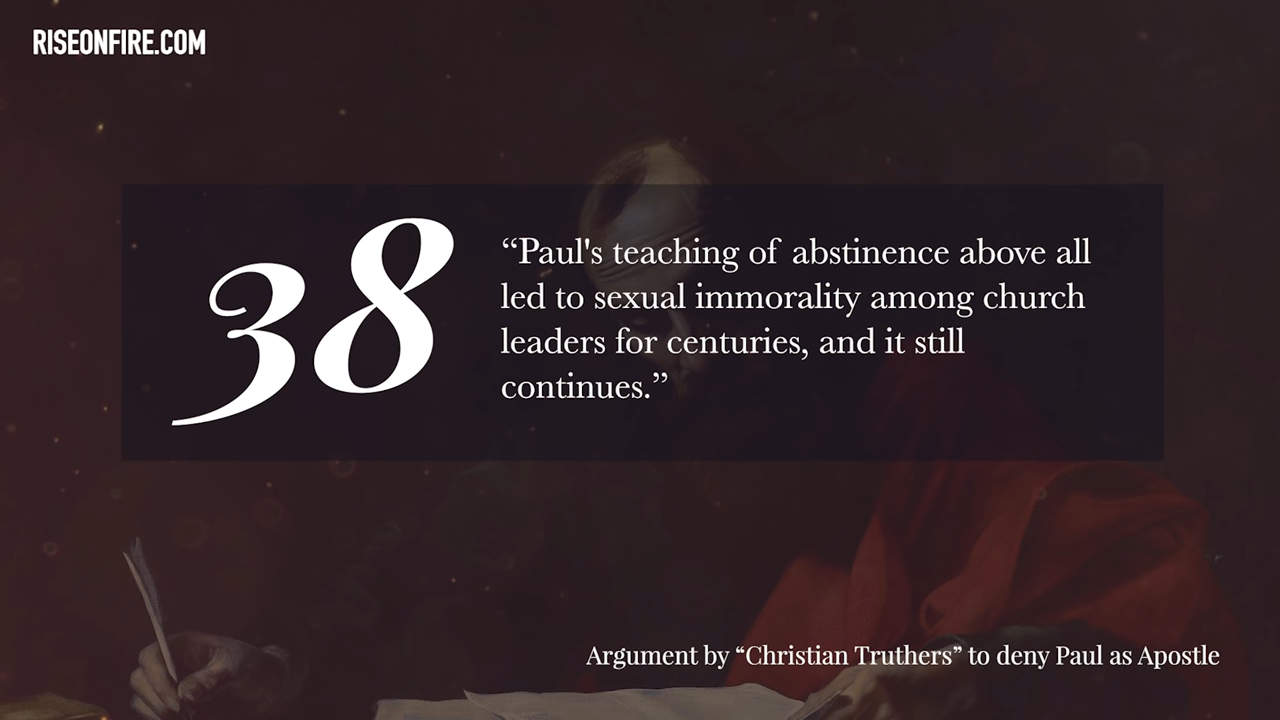 RISEONFIRE.COM
38
“Paul's teaching of abstinence above all
led to sexual immorality among church
leaders for centuries, and it still
continues.”
Argument by “Christian Truthers” to deny Paul as Apostle